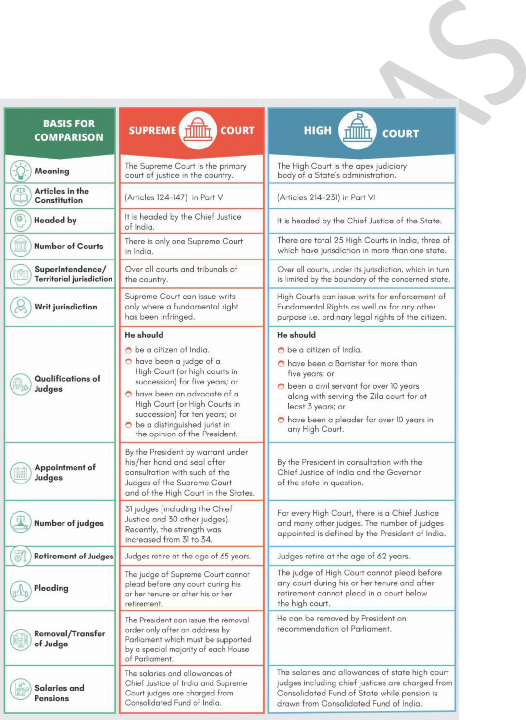 AS
BASIS FOR
COMPARISON
SUPREME COURT
HIGH COURT
Meaning
The Supreme Court is the primary
court of justice in the country.
The High Court is the apex judiciary
body of a State's administration.
Articles in the
Constitution
(Articles 124-147) in Part V
(Articles 214-231) in Part VI
Headed by
It is headed by the Chief Justice
of India.
It is headed by the Chief Justice of the State.
Number of Courts
There is only one Supreme Court
in India.
There are total 25 High Courts in India, three of
which have jurisdiction in more than one state.
Superintendence/
Territorial jurisdiction
Over all courts and tribunals of
the country.
Over all courts, under its jurisdiction, which in turn
is limited by the boundary of the concerned state.
Writ jurisdiction
Supreme Court can issue writs
only where a fundamental right
has been infringed.
High Courts can issue writs for enforcement of
Fundamental Rights as well as for any other
purpose i.e. ordinary legal rights of the citizen.
Qualifications of
Judges
He should
be a citizen of India.
have been a judge of a
High Court (or high courts in
succession) for five years; or
have been an advocate of a
High Court (or High Courts in
succession) for ten years; or
be a distinguished jurist in
the opinion of the President.
He should
be a citizen of India.
have been a Barrister for more than
five years; or
been a civil servant for over 10 years
along with serving the Zila court for at
least 3 years; or
have been a pleader for over 10 years in
any High Court.
Appointment of
Judges
By the President by warrant under
his/her hand and seal after
consultation with such of the
Judges of the Supreme Court
and of the High Court in the States.
By the President in consultation with the
Chief Justice of India and the Governor
of the state in question.
Number of judges
31 judges (including the Chief
Justice and 30 other judges).
Recently, the strength was
increased from 31 to 34.
For every High Court, there is a Chief Justice
and many other judges. The number of judges
appointed is defined by the President of India.
Retirement of Judges
Judges retire at the age of 65 years.
Judges retire at the age of 62 years.
Pleading
The judge of Supreme Court cannot
plead before any court during his
or her tenure or after his or her
retirement.
The judge of High Court cannot plead before
any court during his or her tenure and after
retirement cannot plead in a court below
the high court.
Removal/Transfer
of Judge
The President can issue the removal
order only after an address by
Parliament which must be supported
by a special majority of each House
of Parliament.
He can be removed by President on
recommendation of Parliament.
Salaries and
Pensions
The salaries and allowances of
Chief Justice of India and Supreme
Court judges are charged from
Consolidated Fund of India.
The salaries and allowances of state high court
judges including chief justices are charged from
Consolidated Fund of State while pension is
drawn from Consolidated Fund of India.